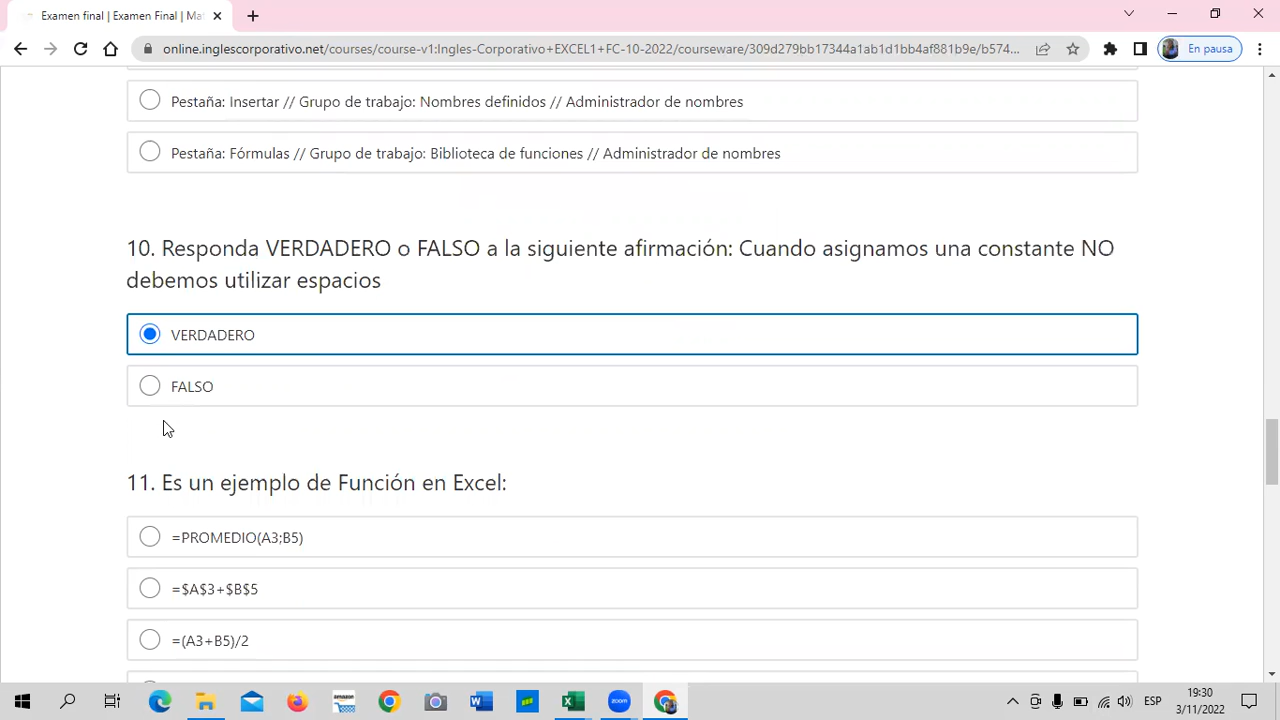 Examen final | Examen Final | Ma
online.inglescorporativo.net/courses/course-v1:Ingles-Corporativo+EXCEL1+FC-10-2022/courseware/309d279bb17344a1ab1d1bb4af881b9e/b574...
En pausa
Pestaña: Insertar // Grupo de trabajo: Nombres definidos // Administrador de nombres
Pestaña: Fórmulas // Grupo de trabajo: Biblioteca de funciones // Administrador de nombres
10. Responda VERDADERO o FALSO a la siguiente afirmación: Cuando asignamos una constante NO
debemos utilizar espacios
VERDADERO
FALSO
11. Es un ejemplo de Función en Excel:
=PROMEDIO(A3;B5)
=$A$3+$B$5
=(A3+B5)/2
amazon
zoom
ESP
19:30
3/11/2022